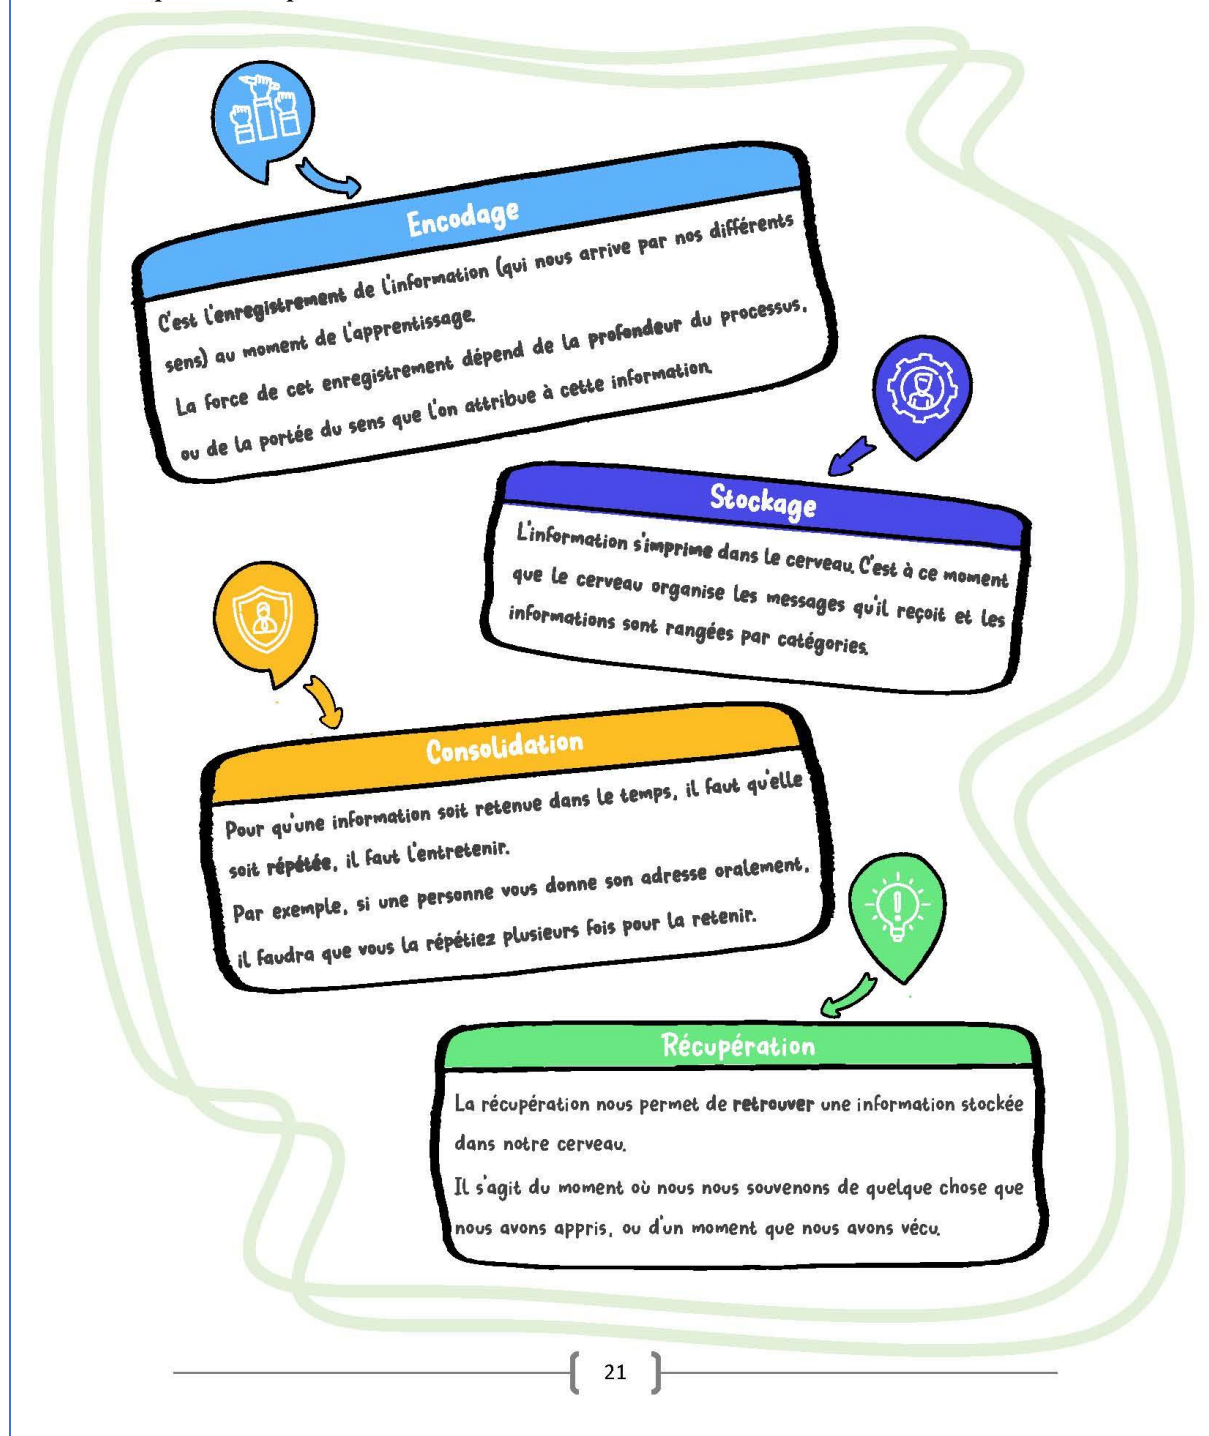 Encodage
C'est l'enregistrement de l'information (qui nous arrive par nos différents
sens) au moment de l'apprentissage.
La force de cet enregistrement dépend de la profondeur du processus,
ou de la portée du sens que l'on attribue à cette information.
Stockage
L'information s'imprime dans le cerveau. C'est à ce moment
que le cerveau organise les messages qu'il reçoit et les
informations sont rangées par catégories.
Consolidation
Pour qu'une information soit retenue dans le temps, il faut qu'elle
soit répétée, il faut l'entretenir.
Par exemple, si une personne vous donne son adresse oralement,
il faudra que vous la répétiez plusieurs fois pour la retenir.
Récupération
La récupération nous permet de retrouver une information stockée
dans notre cerveau.
Il s'agit du moment où nous nous souvenons de quelque chose que
nous avons appris, ou d'un moment que nous avons vécu.
21